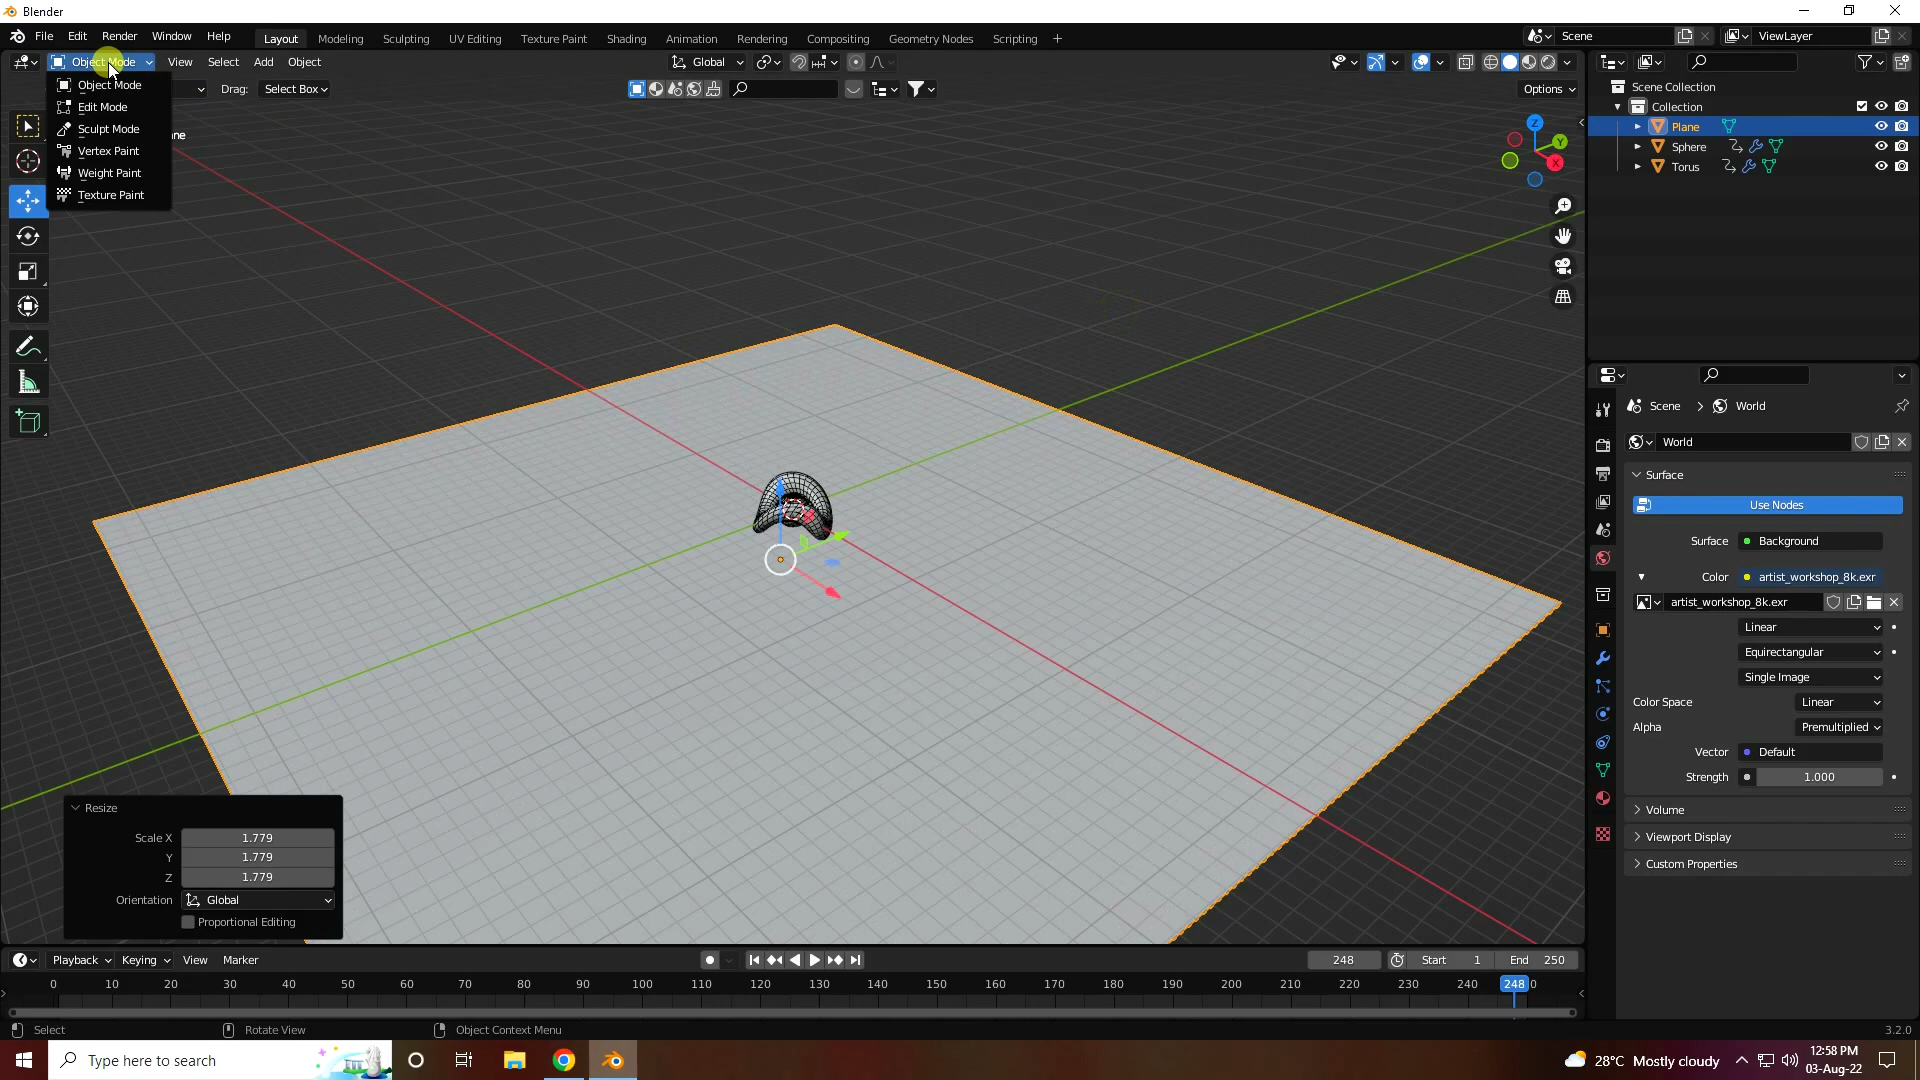 Blender
File Edit Render Window Help Layout Modeling Sculpting UV Editing Texture Paint Shading Animation Rendering Compositing Geometry Nodes Scripting Scene ViewLayer
Object Mode View Select Add Object Global
Drag: Select Box Options
Object Mode
Edit Mode
Sculpt Mode
Vertex Paint
Weight Paint
Texture Paint
ne
Z
Y
X
Scene Collection
Collection
Plane
Sphere
Torus
Scene World
World
Surface
Use Nodes
Surface Background
Color artist_workshop_8k.exr
artist_workshop_8k.exr
Linear
Equirectangular
Single Image
Color Space Linear
Alpha Premultiplied
Vector Default
Strength 1.000
Volume
Viewport Display
Custom Properties
Resize
Scale X 1.779
Y 1.779
Z 1.779
Orientation Global
Proportional Editing
Playback Keying View Marker 248 Start 1 End 250
0 10 20 30 40 50 60 70 80 90 100 110 120 130 140 150 160 170 180 190 200 210 220 230 240 248 0
Select Rotate View Object Context Menu 3.2.0
Type here to search 28°C Mostly cloudy 12:58 PM
03-Aug-22